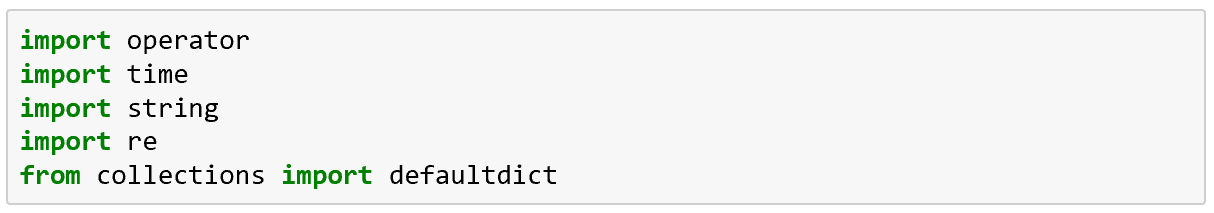 import operator
import time
import string
import re
from collections import defaultdict